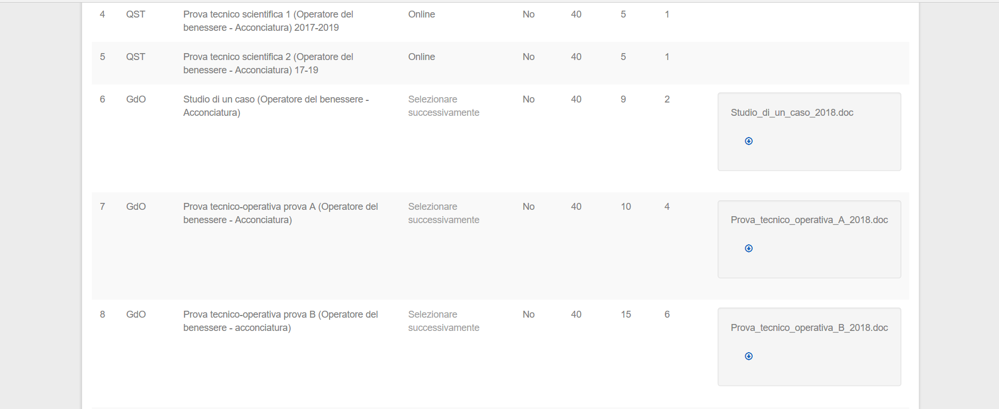 4 QST Prova tecnico scientifica 1 (Operatore del Online No 40 5 1
benessere - Acconciatura) 2017-2019
5 QST Prova tecnico scientifica 2 (Operatore del Online No 40 5 1
benessere - Acconciatura) 17-19
6 GdO Studio di un caso (Operatore del benessere - Selezionare No 40 9 2
Acconciatura) successivamente Studio_di_un_caso_2018.doc
7 GdO Prova tecnico-operativa prova A (Operatore del Selezionare No 40 10 4
benessere - Acconciatura) successivamente Prova_tecnico_operativa_A_2018.doc
8 GdO Prova tecnico-operativa prova B (Operatore del Selezionare No 40 15 6
benessere - acconciatura) successivamente Prova_tecnico_operativa_B_2018.doc